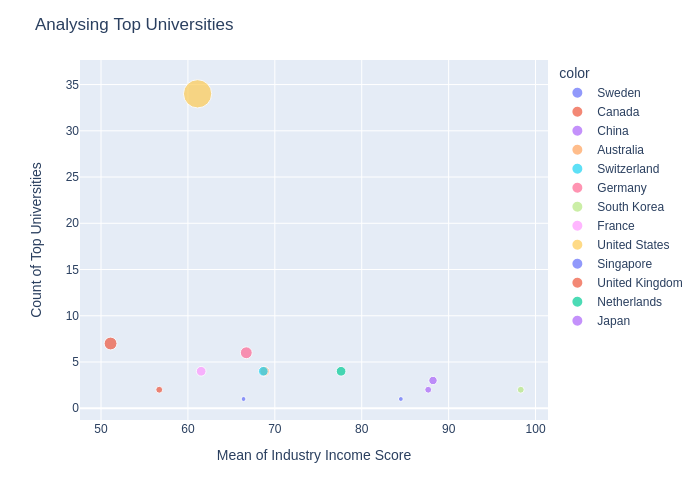 Analysing Top Universities
color
Sweden
Canada
China
Australia
Switzerland
Germany
South Korea
France
United States
Singapore
United Kingdom
Netherlands
Japan
Count of Top Universities
35
30
25
20
15
10
5
0
50 60 70 80 90 100
Mean of Industry Income Score